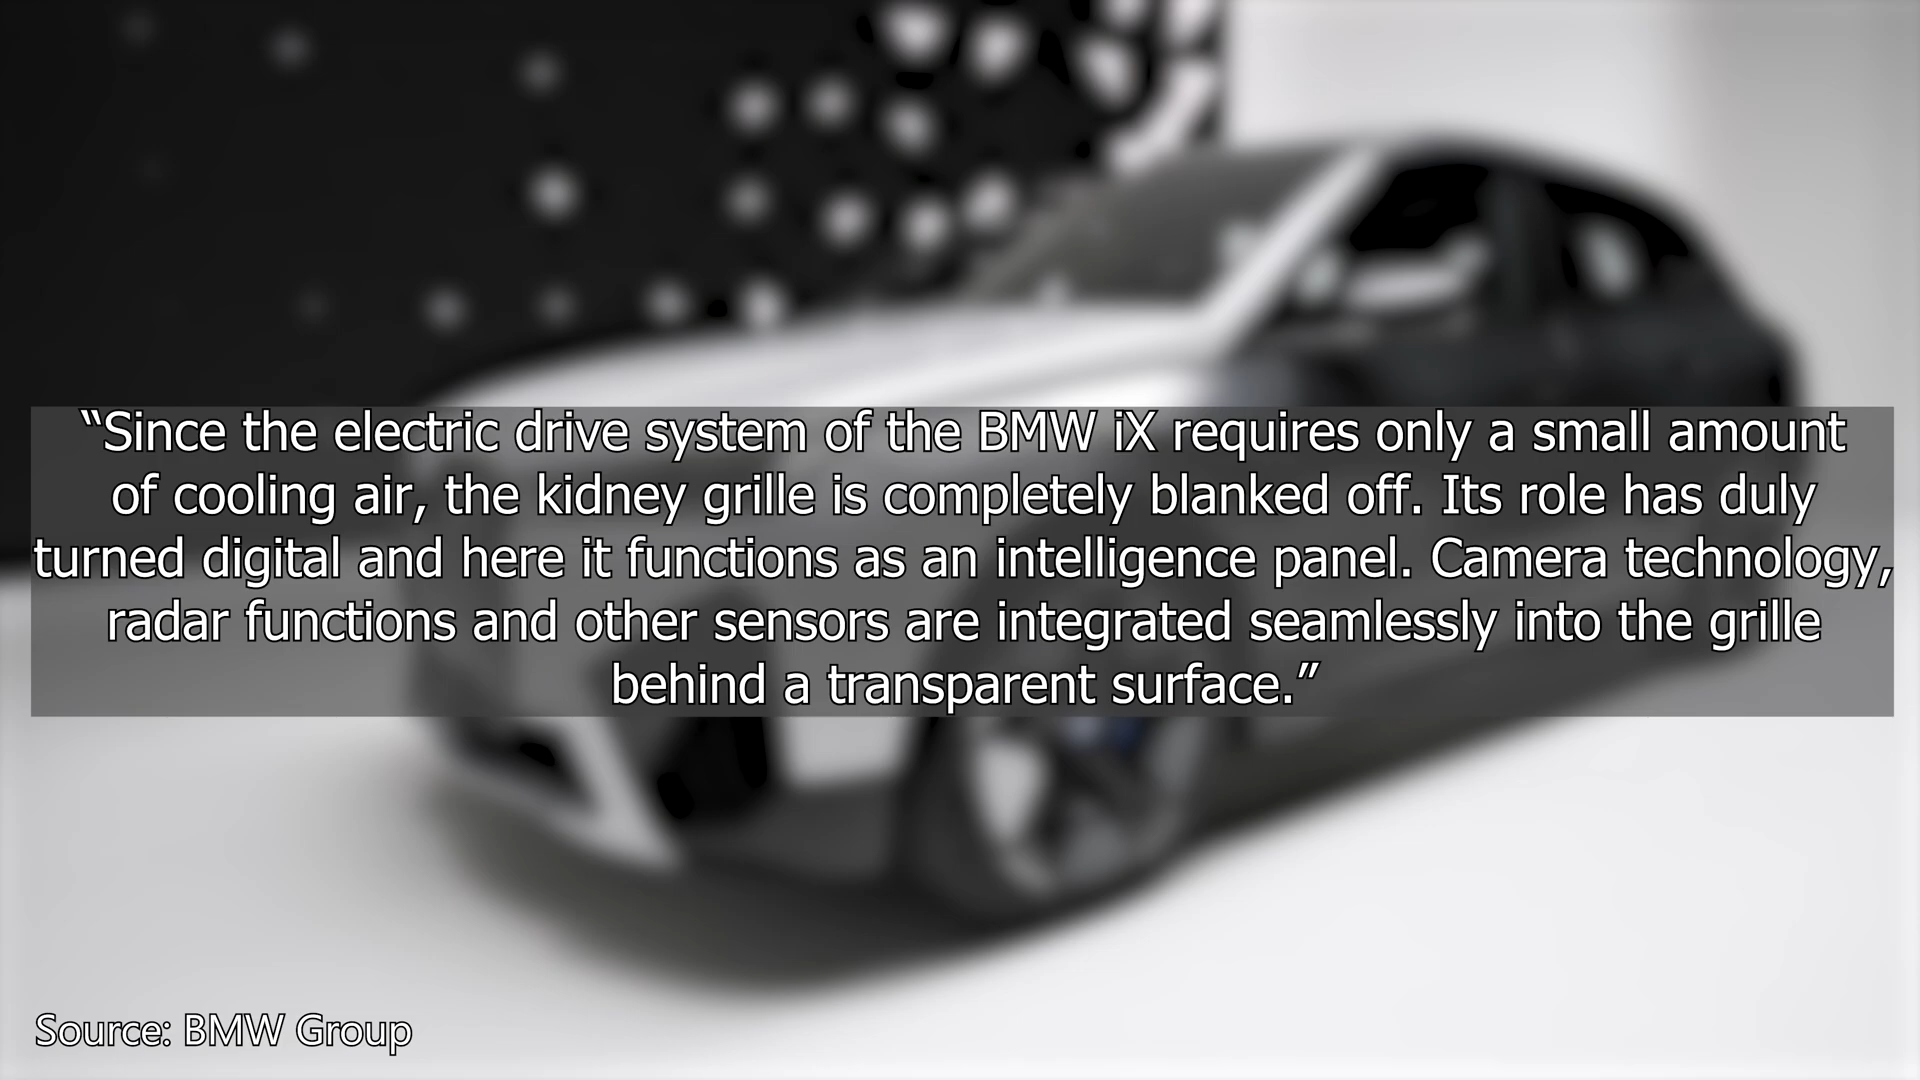 “Since the electric drive system of the BMW iX requires only a small amount
of cooling air, the kidney grille is completely blanked off. Its role has duly
turned digital and here it functions as an intelligence panel. Camera technology,
radar functions and other sensors are integrated seamlessly into the grille
behind a transparent surface.”
Source: BMW Group